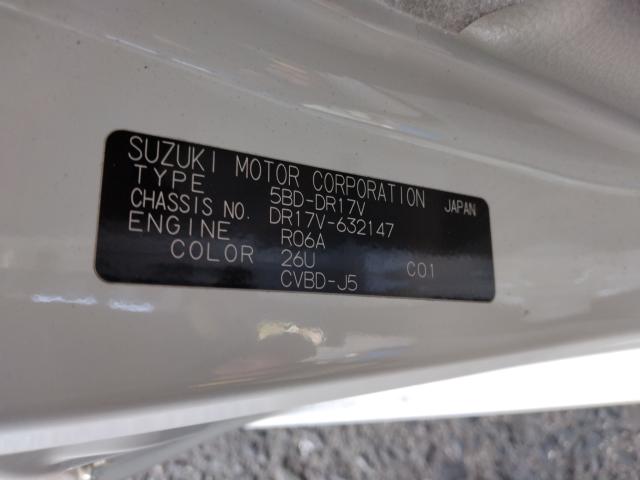 SUZUKI MOTOR CORPORATION JAPAN
TYPE 5BD-DR17V
CHASSIS NO. DR17V-632147
ENGINE R06A
COLOR 26U C01
CVBD-J5